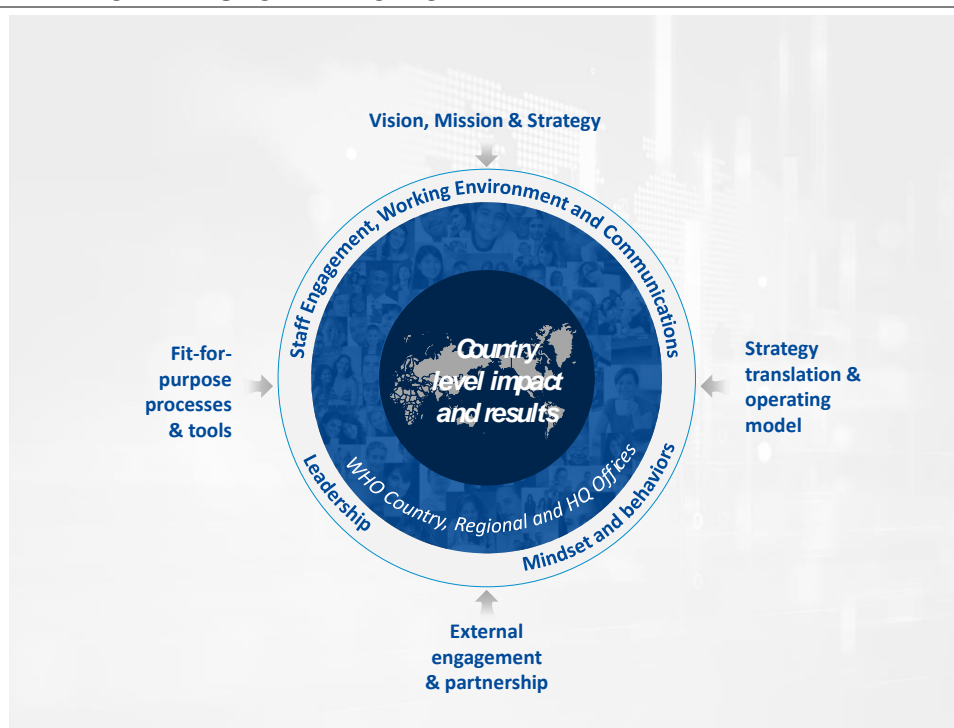 Vision, Mission & Strategy
Staff Engagement, Working Environment and Communications
Fit-for-
purpose
processes
& tools
Country
level impact
and results
Strategy
translation &
operating
model
WHO Country, Regional and HQ Offices
Leadership
Mindset and behaviors
External
engagement
& partnership